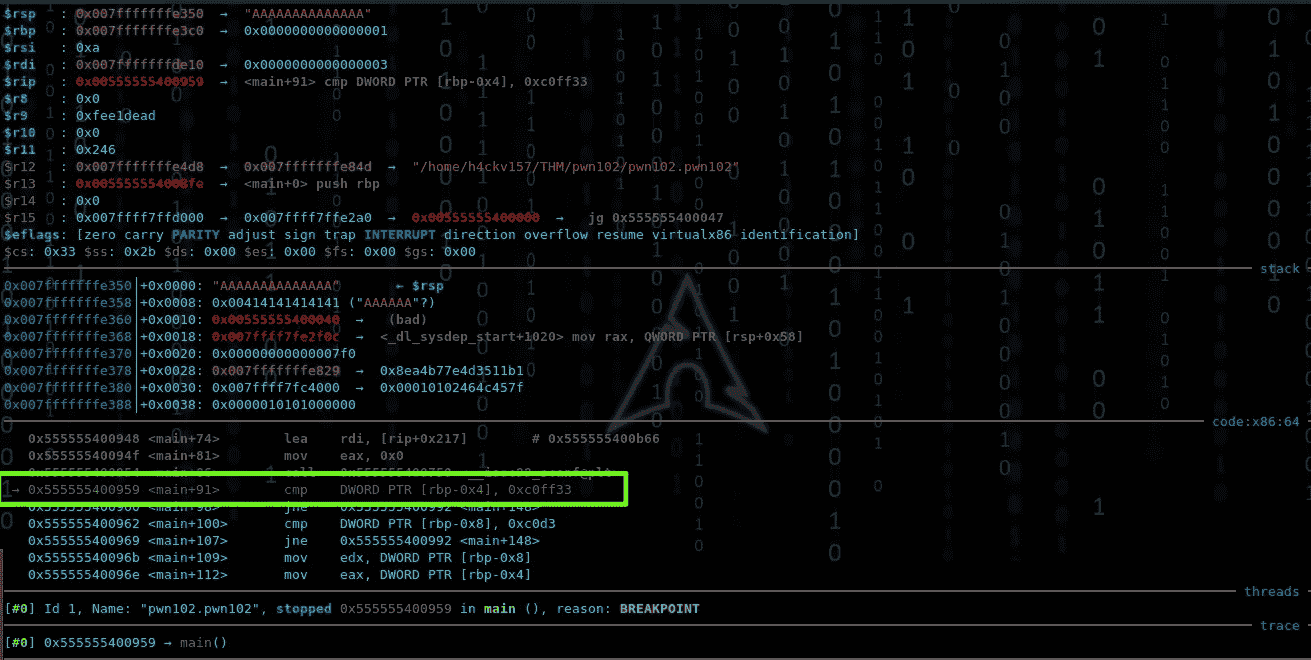 $rsp   : 0x007fffffffe350  →  "AAAAAAAAAAAAAA"
$rbp   : 0x007fffffffe3c0  →  0x0000000000000001
$rsi   : 0xa
$rdi   : 0x007fffffffde10  →  0x0000000000000003
$rip   : 0x00555555400959  →  <main+91> cmp DWORD PTR [rbp-0x4], 0xc0ff33
$r8    : 0x0
$r9    : 0xfee1dead
$r10   : 0x0
$r11   : 0x246
$r12   : 0x007fffffffe4d8  →  0x007fffffffe84d  →  "/home/h4ckv157/THM/pwn102/pwn102.pwn102"
$r13   : 0x005555554008fe  →  <main+0> push rbp
$r14   : 0x0
$r15   : 0x007ffff7ffd000  →  0x007ffff7ffe2a0  →  0x00555555400000  →   jg 0x555555400047
$eflags: [zero carry PARITY adjust sign trap INTERRUPT direction overflow resume virtualx86 identification]
$cs: 0x33 $ss: 0x2b $ds: 0x00 $es: 0x00 $fs: 0x00 $gs: 0x00
stack
0x007fffffffe350│+0x0000: "AAAAAAAAAAAAAA"       ← $rsp
0x007fffffffe358│+0x0008: 0x00414141414141 ("AAAAAA"?)
0x007fffffffe360│+0x0010: 0x00555555400040  →   (bad)
0x007fffffffe368│+0x0018: 0x007ffff7fe2f0c  →  <_dl_sysdep_start+1020> mov rax, QWORD PTR [rsp+0x58]
0x007fffffffe370│+0x0020: 0x00000000000007f0
0x007fffffffe378│+0x0028: 0x007fffffffe829  →  0x8ea4b77e4d3511b1
0x007fffffffe380│+0x0030: 0x007ffff7fc4000  →  0x00010102464c457f
0x007fffffffe388│+0x0038: 0x0000010101000000
code:x86:64
0x555555400948 <main+74>        lea    rdi, [rip+0x217]        # 0x555555400b66
0x55555540094f <main+81>        mov    eax, 0x0
→ 0x555555400959 <main+91>        cmp    DWORD PTR [rbp-0x4], 0xc0ff33
0x555555400960 <main+98>        jne    0x555555400992 <main+148>
0x555555400962 <main+100>       cmp    DWORD PTR [rbp-0x8], 0xc0d3
0x555555400969 <main+107>       jne    0x555555400992 <main+148>
0x55555540096b <main+109>       mov    edx, DWORD PTR [rbp-0x8]
0x55555540096e <main+112>       mov    eax, DWORD PTR [rbp-0x4]
threads
[#0] Id 1, Name: "pwn102.pwn102", stopped 0x555555400959 in main (), reason: BREAKPOINT
trace
[#0] 0x555555400959 → main()